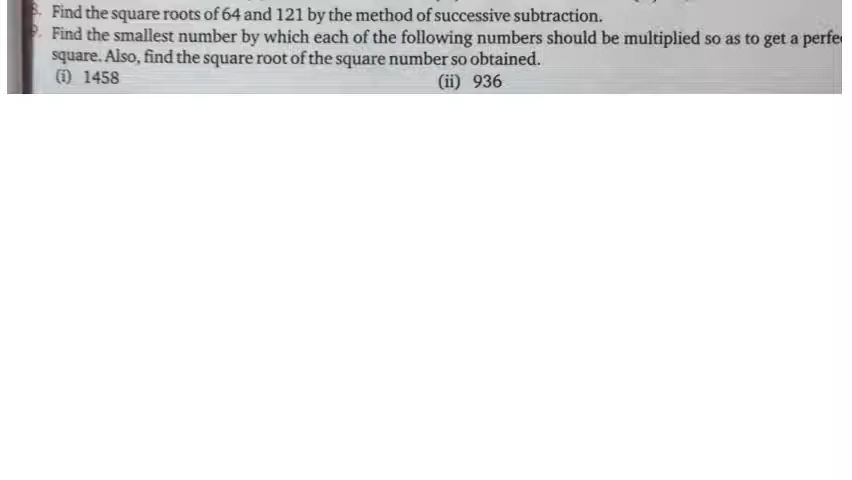 8. Find the square roots of 64 and 121 by the method of successive subtraction.
9. Find the smallest number by which each of the following numbers should be multiplied so as to get a perfe
square. Also, find the square root of the square number so obtained.
(i) 1458 (ii) 936